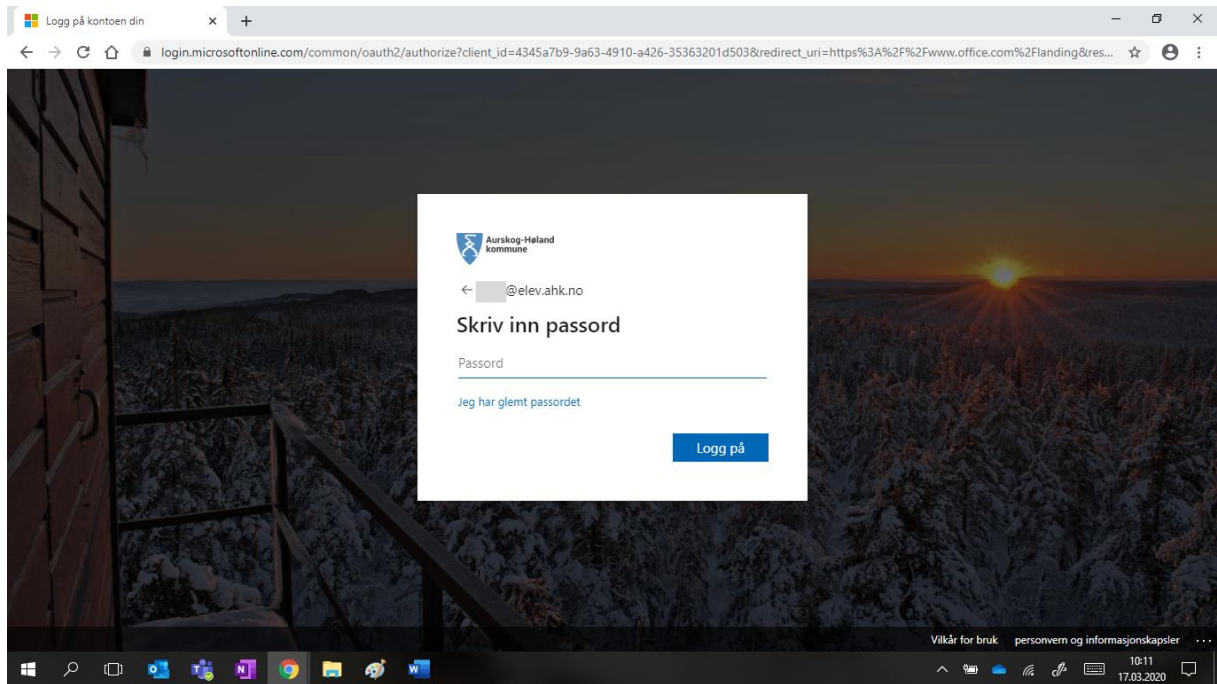 Logg på kontoen din
login.microsoftonline.com/common/oauth2/authorize?client_id=4345a7b9-9a63-4910-a426-35363201d503&redirect_uri=https%3A%2F%2Fwww.office.com%2Flanding&res...
Aurskog-Høland
kommune
@elev.ahk.no
Skriv inn passord
Passord
Jeg har glemt passordet
Logg på
Vilkår for bruk personvern og informasjonskapsler ...
10:11
17.03.2020